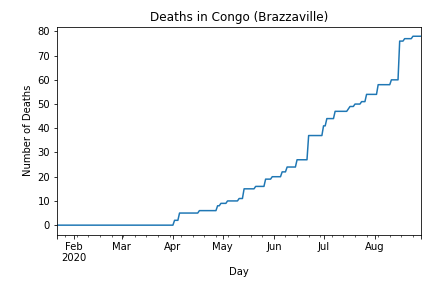 Deaths in Congo (Brazzaville)
80
70
60
50
40
30
20
10
0
Number of Deaths
Feb Mar Apr May Jun Jul Aug
2020
Day